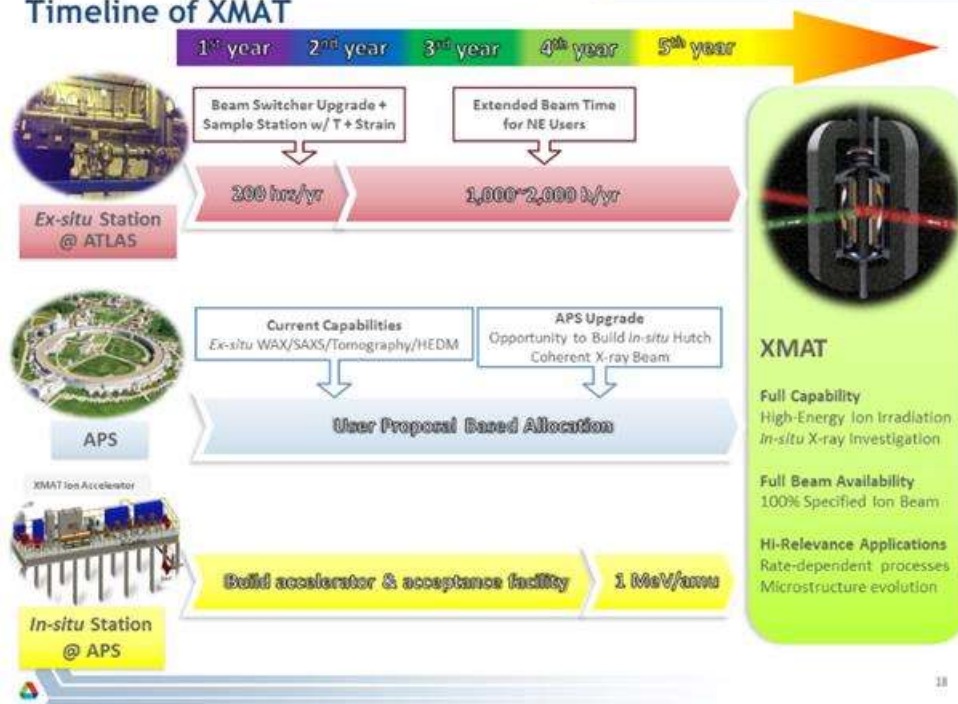 Timeline of XMAT
1st year 2nd year 3rd year 4th year 5th year
Beam Switcher Upgrade +
Sample Station w/ T + Strain
Extended Beam Time
for NE Users
200 hrs/yr
1,000~2,000 h/yr
Ex-situ Station
@ ATLAS
Current Capabilities
Ex-situ WAX/SAXS/Tomography/HEDM
APS Upgrade
Opportunity to Build In-situ Hutch
Coherent X-ray Beam
User Proposal Based Allocation
APS
XMAT Ion Accelerator
Build accelerator & acceptance facility
1 MeV/amu
In-situ Station
@ APS
XMAT
Full Capability
High-Energy Ion Irradiation
In-situ X-ray Investigation
Full Beam Availability
100% Specified Ion Beam
Hi-Relevance Applications
Rate-dependent processes
Microstructure evolution
18